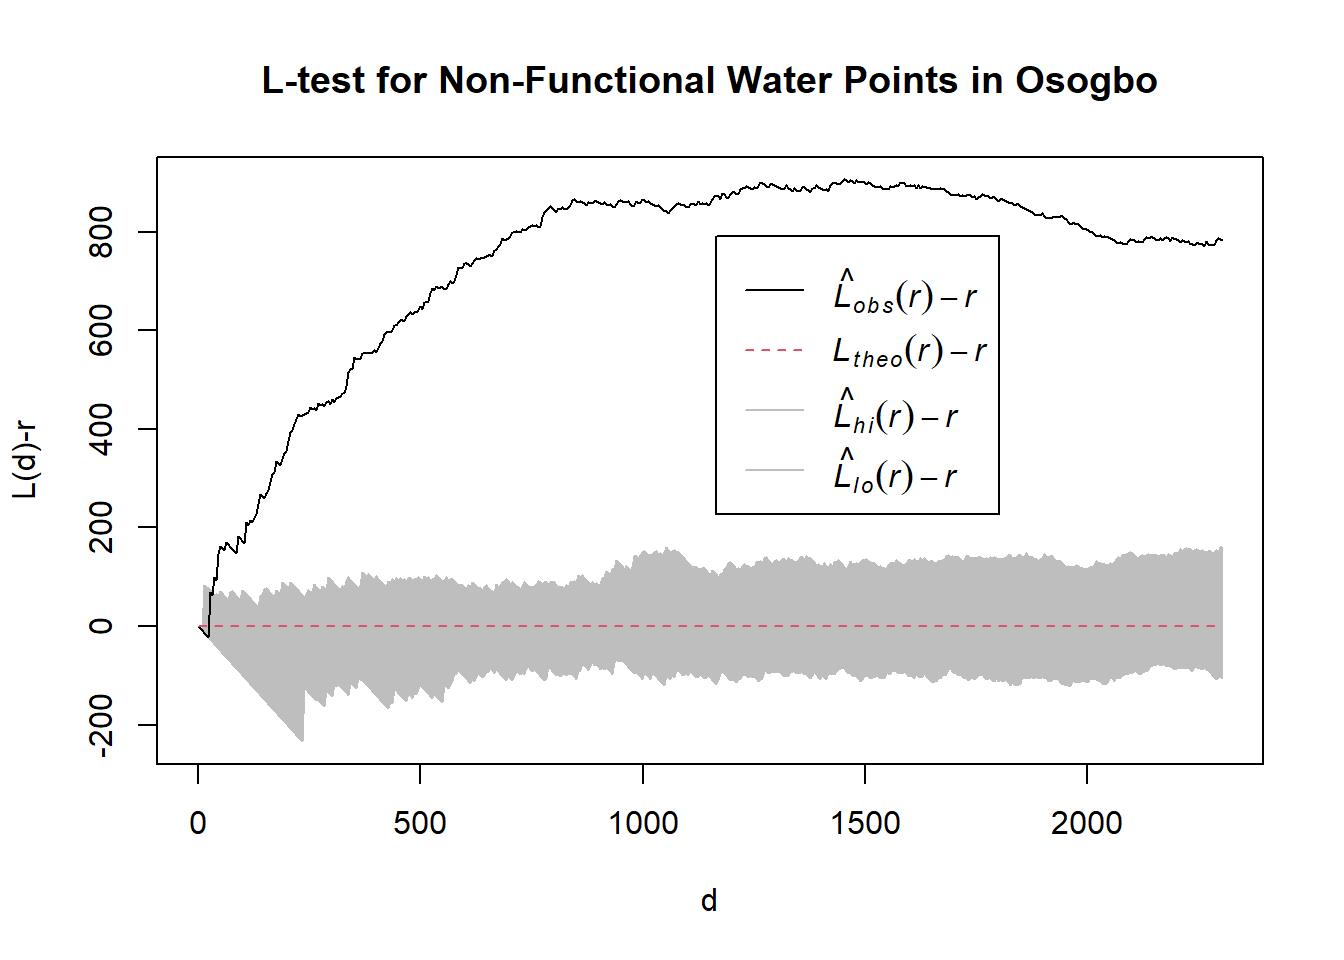 L-test for Non-Functional Water Points in Osogbo
L(d)-r
800
600
400
200
0
-200
L̂obs(r) – r
Ltheo(r) – r
L̂hi(r) – r
L̂lo(r) – r
0 500 1000 1500 2000
d